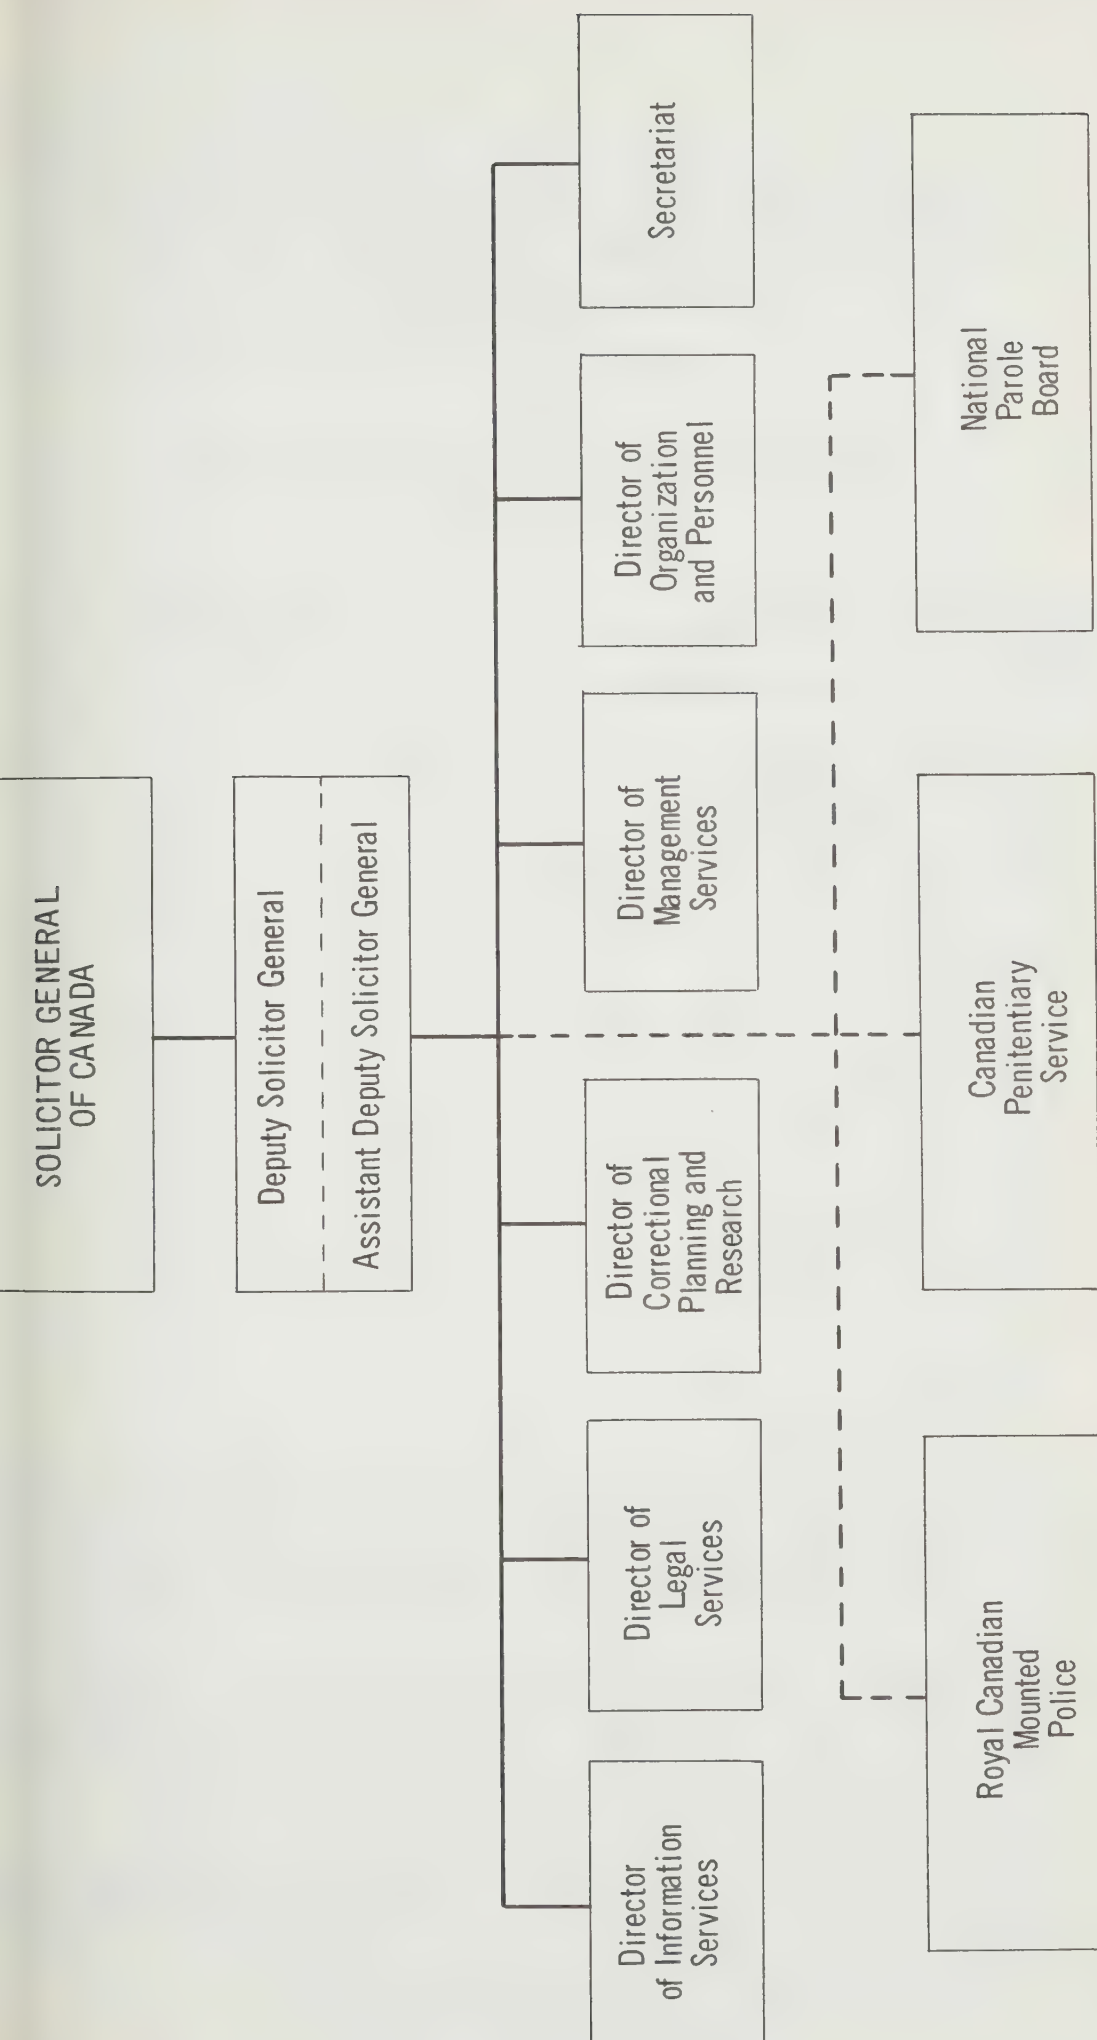 SOLICITOR GENERAL
OF CANADA
Deputy Solicitor General
Assistant Deputy Solicitor General
Director
of Information
Services
Director of
Legal
Services
Director of
Correctional
Planning and
Research
Director of
Management
Services
Director of
Organization
and Personnel
Secretariat
Royal Canadian
Mounted
Police
Canadian
Penitentiary
Service
National
Parole
Board